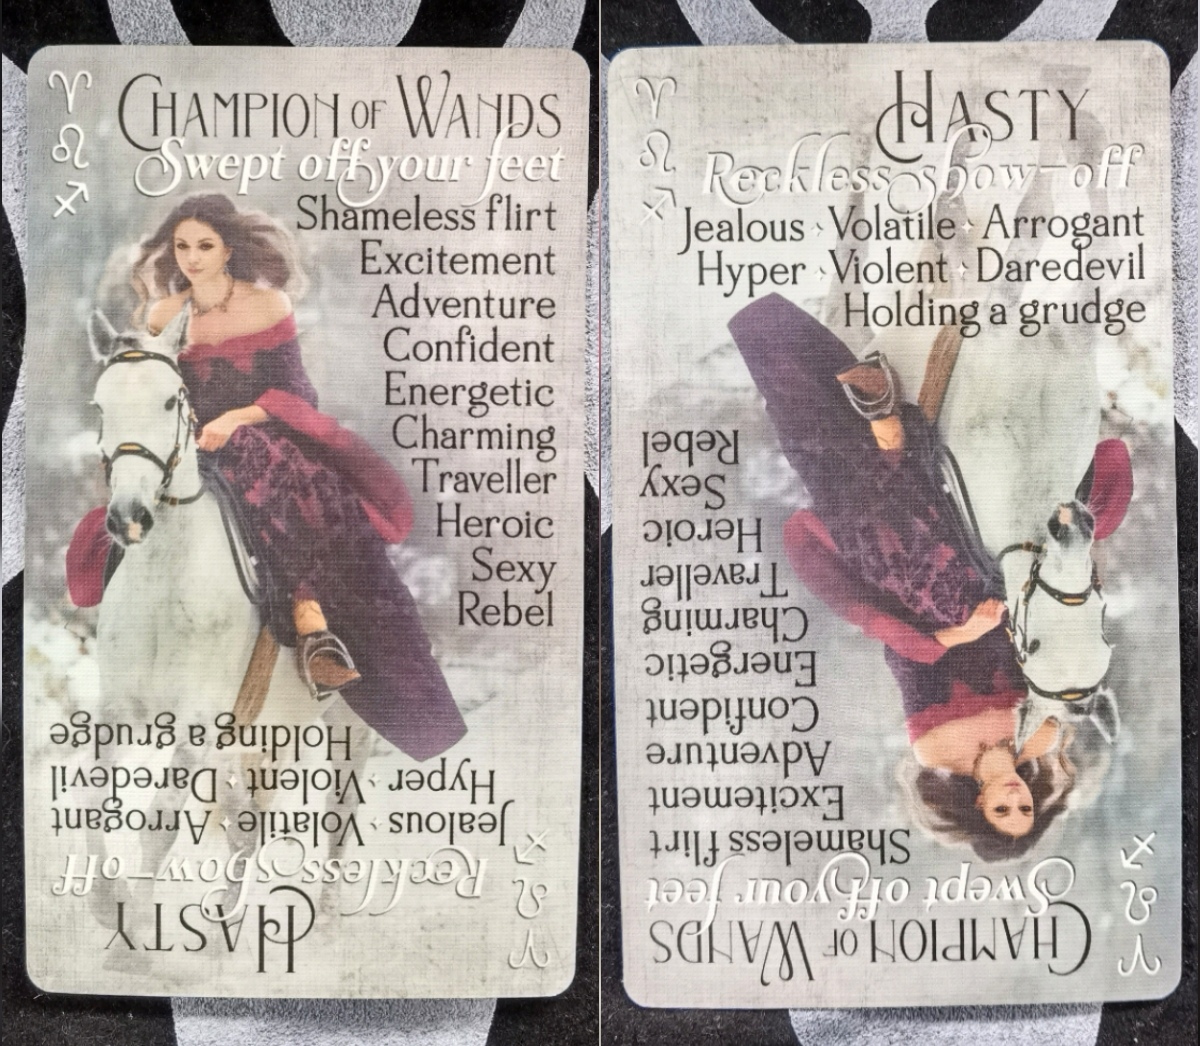 ♈ CHAMPION OF WANDS
♌ Swept off your feet
♐ Shameless flirt
Excitement
Adventure
Confident
Energetic
Charming
Traveller
Heroic
Sexy
Rebel
Holding a grudge
Hyper · Violent · Daredevil
Jealous · Volatile · Arrogant
Reckless show-off
HASTY
♈ HASTY
♌ Reckless show-off
♐ Jealous · Volatile · Arrogant
Hyper · Violent · Daredevil
Holding a grudge
Rebel
Sexy
Heroic
Traveller
Charming
Energetic
Confident
Adventure
Excitement
Shameless flirt
Swept off your feet
CHAMPION OF WANDS